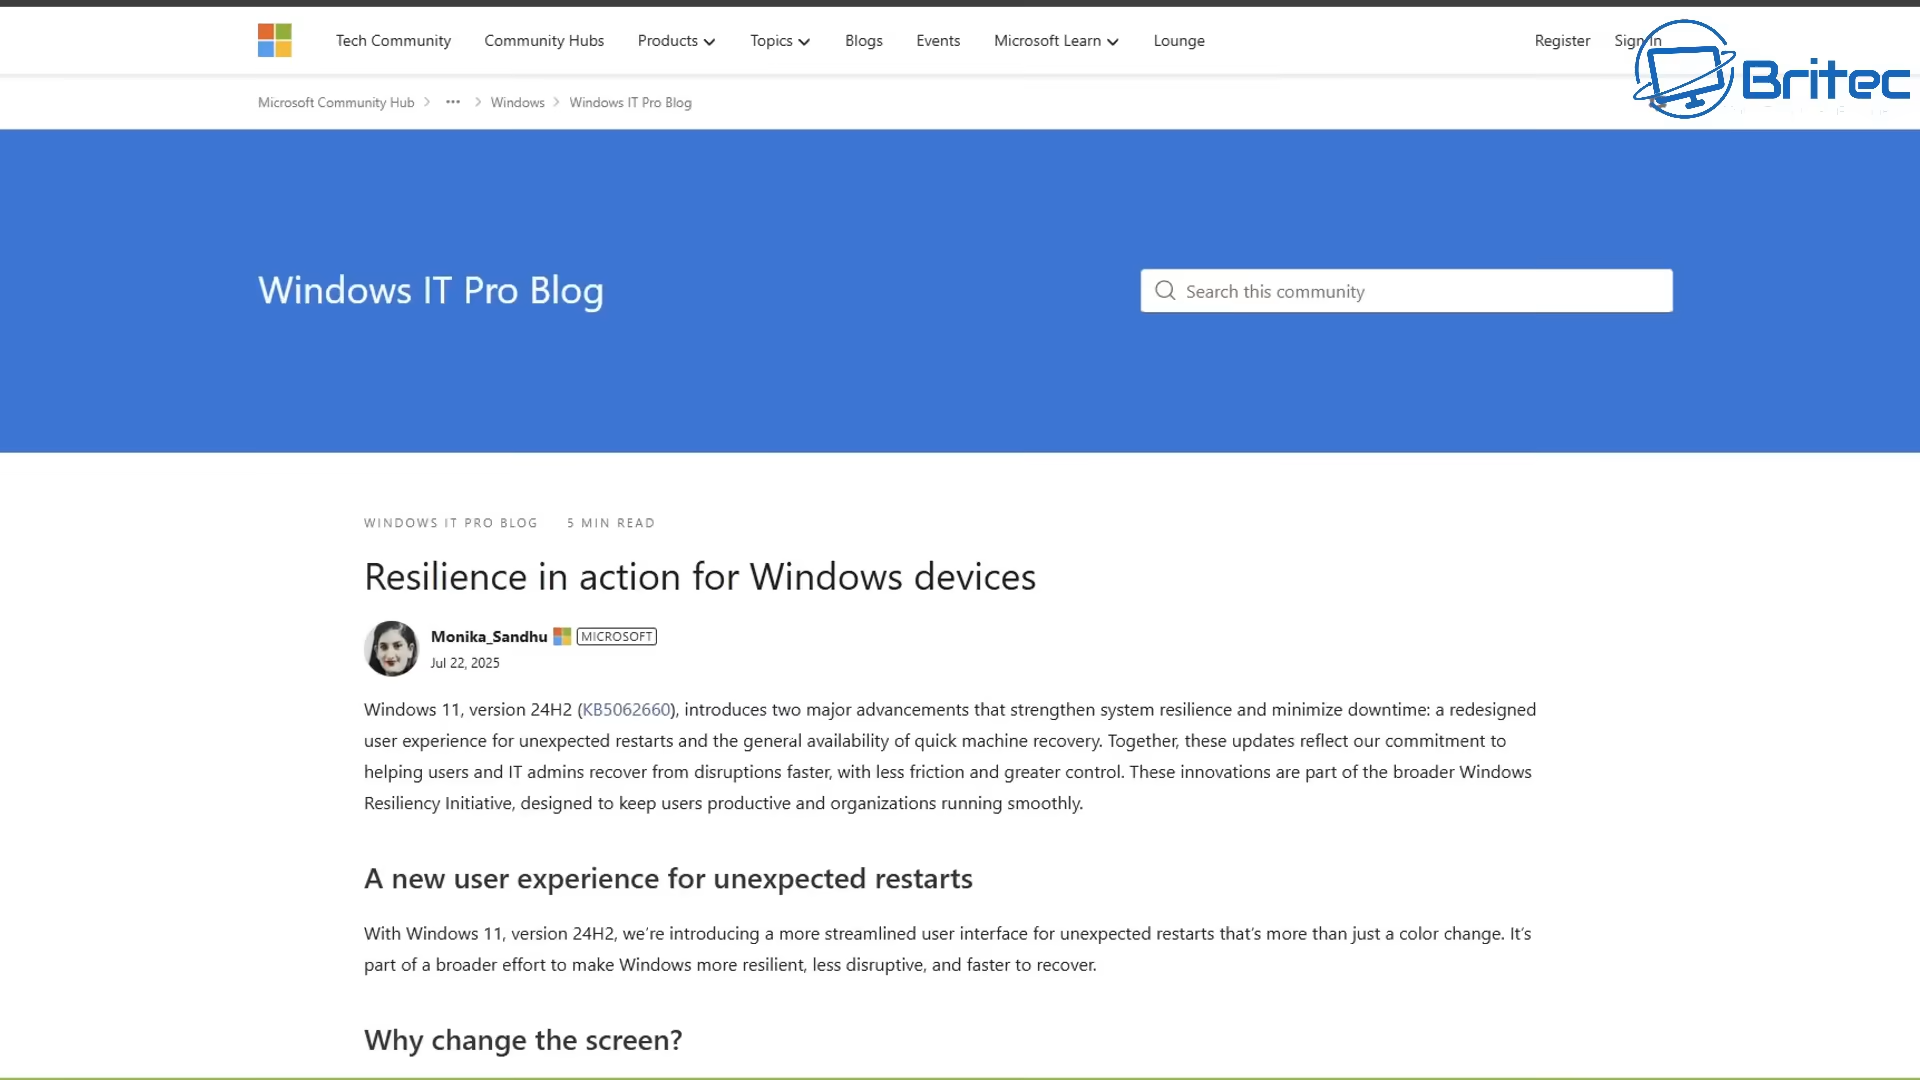 Tech Community Community Hubs Products Topics Blogs Events Microsoft Learn Lounge Register Sign In
Britec
Microsoft Community Hub > ••• > Windows > Windows IT Pro Blog
Windows IT Pro Blog
Search this community
WINDOWS IT PRO BLOG 5 MIN READ
Resilience in action for Windows devices
Monika_Sandhu MICROSOFT
Jul 22, 2025
Windows 11, version 24H2 (KB5062660), introduces two major advancements that strengthen system resilience and minimize downtime: a redesigned
user experience for unexpected restarts and the general availability of quick machine recovery. Together, these updates reflect our commitment to
helping users and IT admins recover from disruptions faster, with less friction and greater control. These innovations are part of the broader Windows
Resiliency Initiative, designed to keep users productive and organizations running smoothly.
A new user experience for unexpected restarts
With Windows 11, version 24H2, we’re introducing a more streamlined user interface for unexpected restarts that’s more than just a color change. It’s
part of a broader effort to make Windows more resilient, less disruptive, and faster to recover.
Why change the screen?